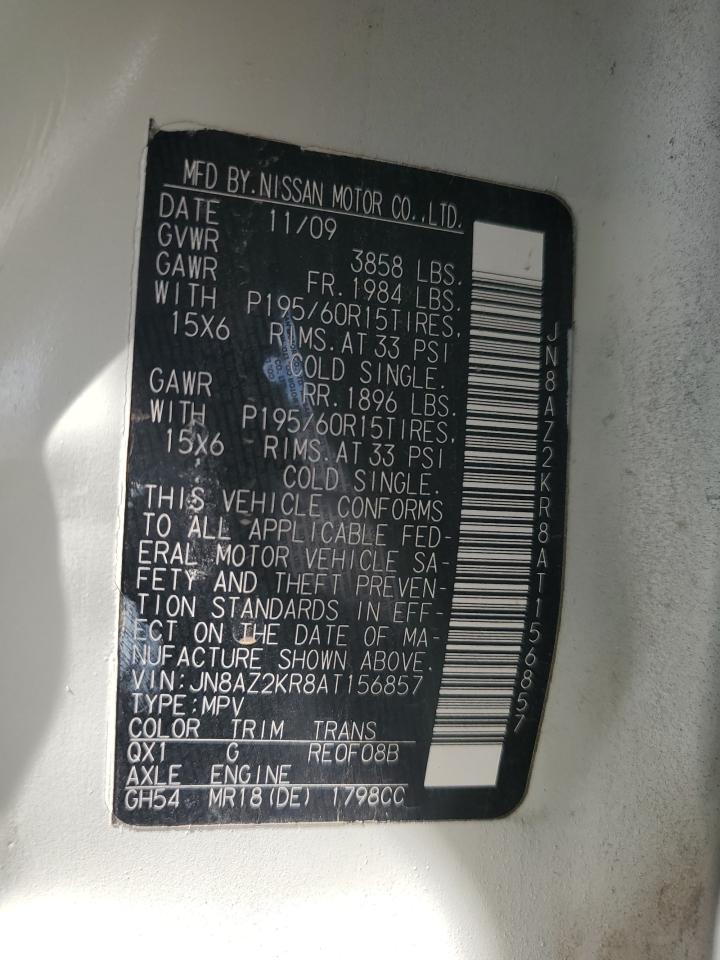 MFD BY.NISSAN MOTOR CO.,LTD.
DATE 11/09
GVWR 3858 LBS.
GAWR FR.1984 LBS.
WITH P195/60R15TIRES,
15X6 RIMS.AT 33 PSI
COLD SINGLE.
GAWR RR.1896 LBS.
WITH P195/60R15TIRES,
15X6 RIMS.AT 33 PSI
COLD SINGLE.
THIS VEHICLE CONFORMS
TO ALL APPLICABLE FED-
ERAL MOTOR VEHICLE SA-
FETY AND THEFT PREVEN-
TION STANDARDS IN EFF-
ECT ON THE DATE OF MA-
NUFACTURE SHOWN ABOVE.
VIN:JN8AZ2KR8AT156857
TYPE:MPV
COLOR TRIM TRANS
QX1 G RE0F08B
AXLE ENGINE
GH54 MR18(DE) 1798CC
JN8AZ2KR8AT156857